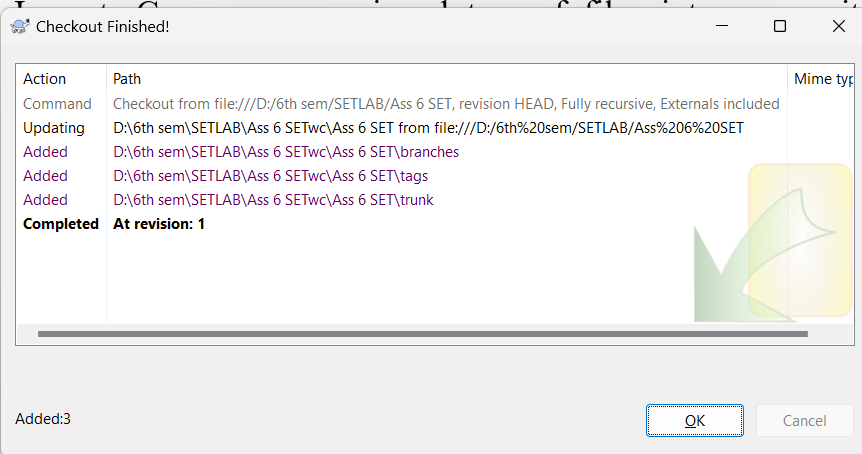 Checkout Finished!
Action Path Mime typ
Command Checkout from file:///D:/6th sem/SETLAB/Ass 6 SET, revision HEAD, Fully recursive, Externals included
Updating D:\6th sem\SETLAB\Ass 6 SETwc\Ass 6 SET from file:///D:/6th%20sem/SETLAB/Ass%206%20SET
Added D:\6th sem\SETLAB\Ass 6 SETwc\Ass 6 SET\branches
Added D:\6th sem\SETLAB\Ass 6 SETwc\Ass 6 SET\tags
Added D:\6th sem\SETLAB\Ass 6 SETwc\Ass 6 SET\trunk
Completed At revision: 1
Added:3
OK Cancel